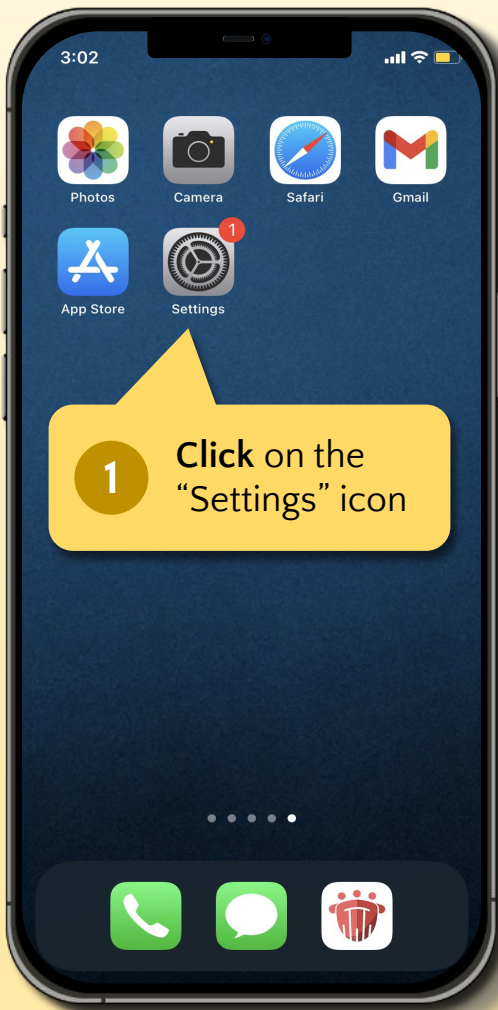 3:02
Photos
Camera
Safari
Gmail
1
App Store
Settings
1
Click on the
“Settings” icon